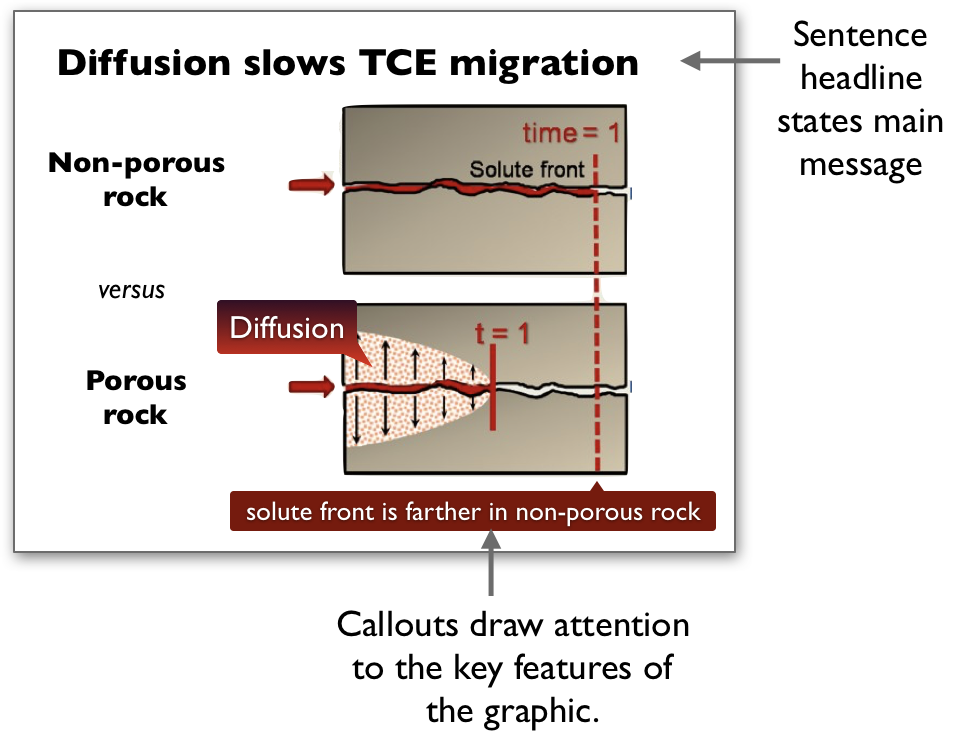 Diffusion slows TCE migration
Sentence
headline
states main
message
Non-porous
rock
time = 1
Solute front
versus
Diffusion
t = 1
Porous
rock
solute front is farther in non-porous rock
Callouts draw attention
to the key features of
the graphic.